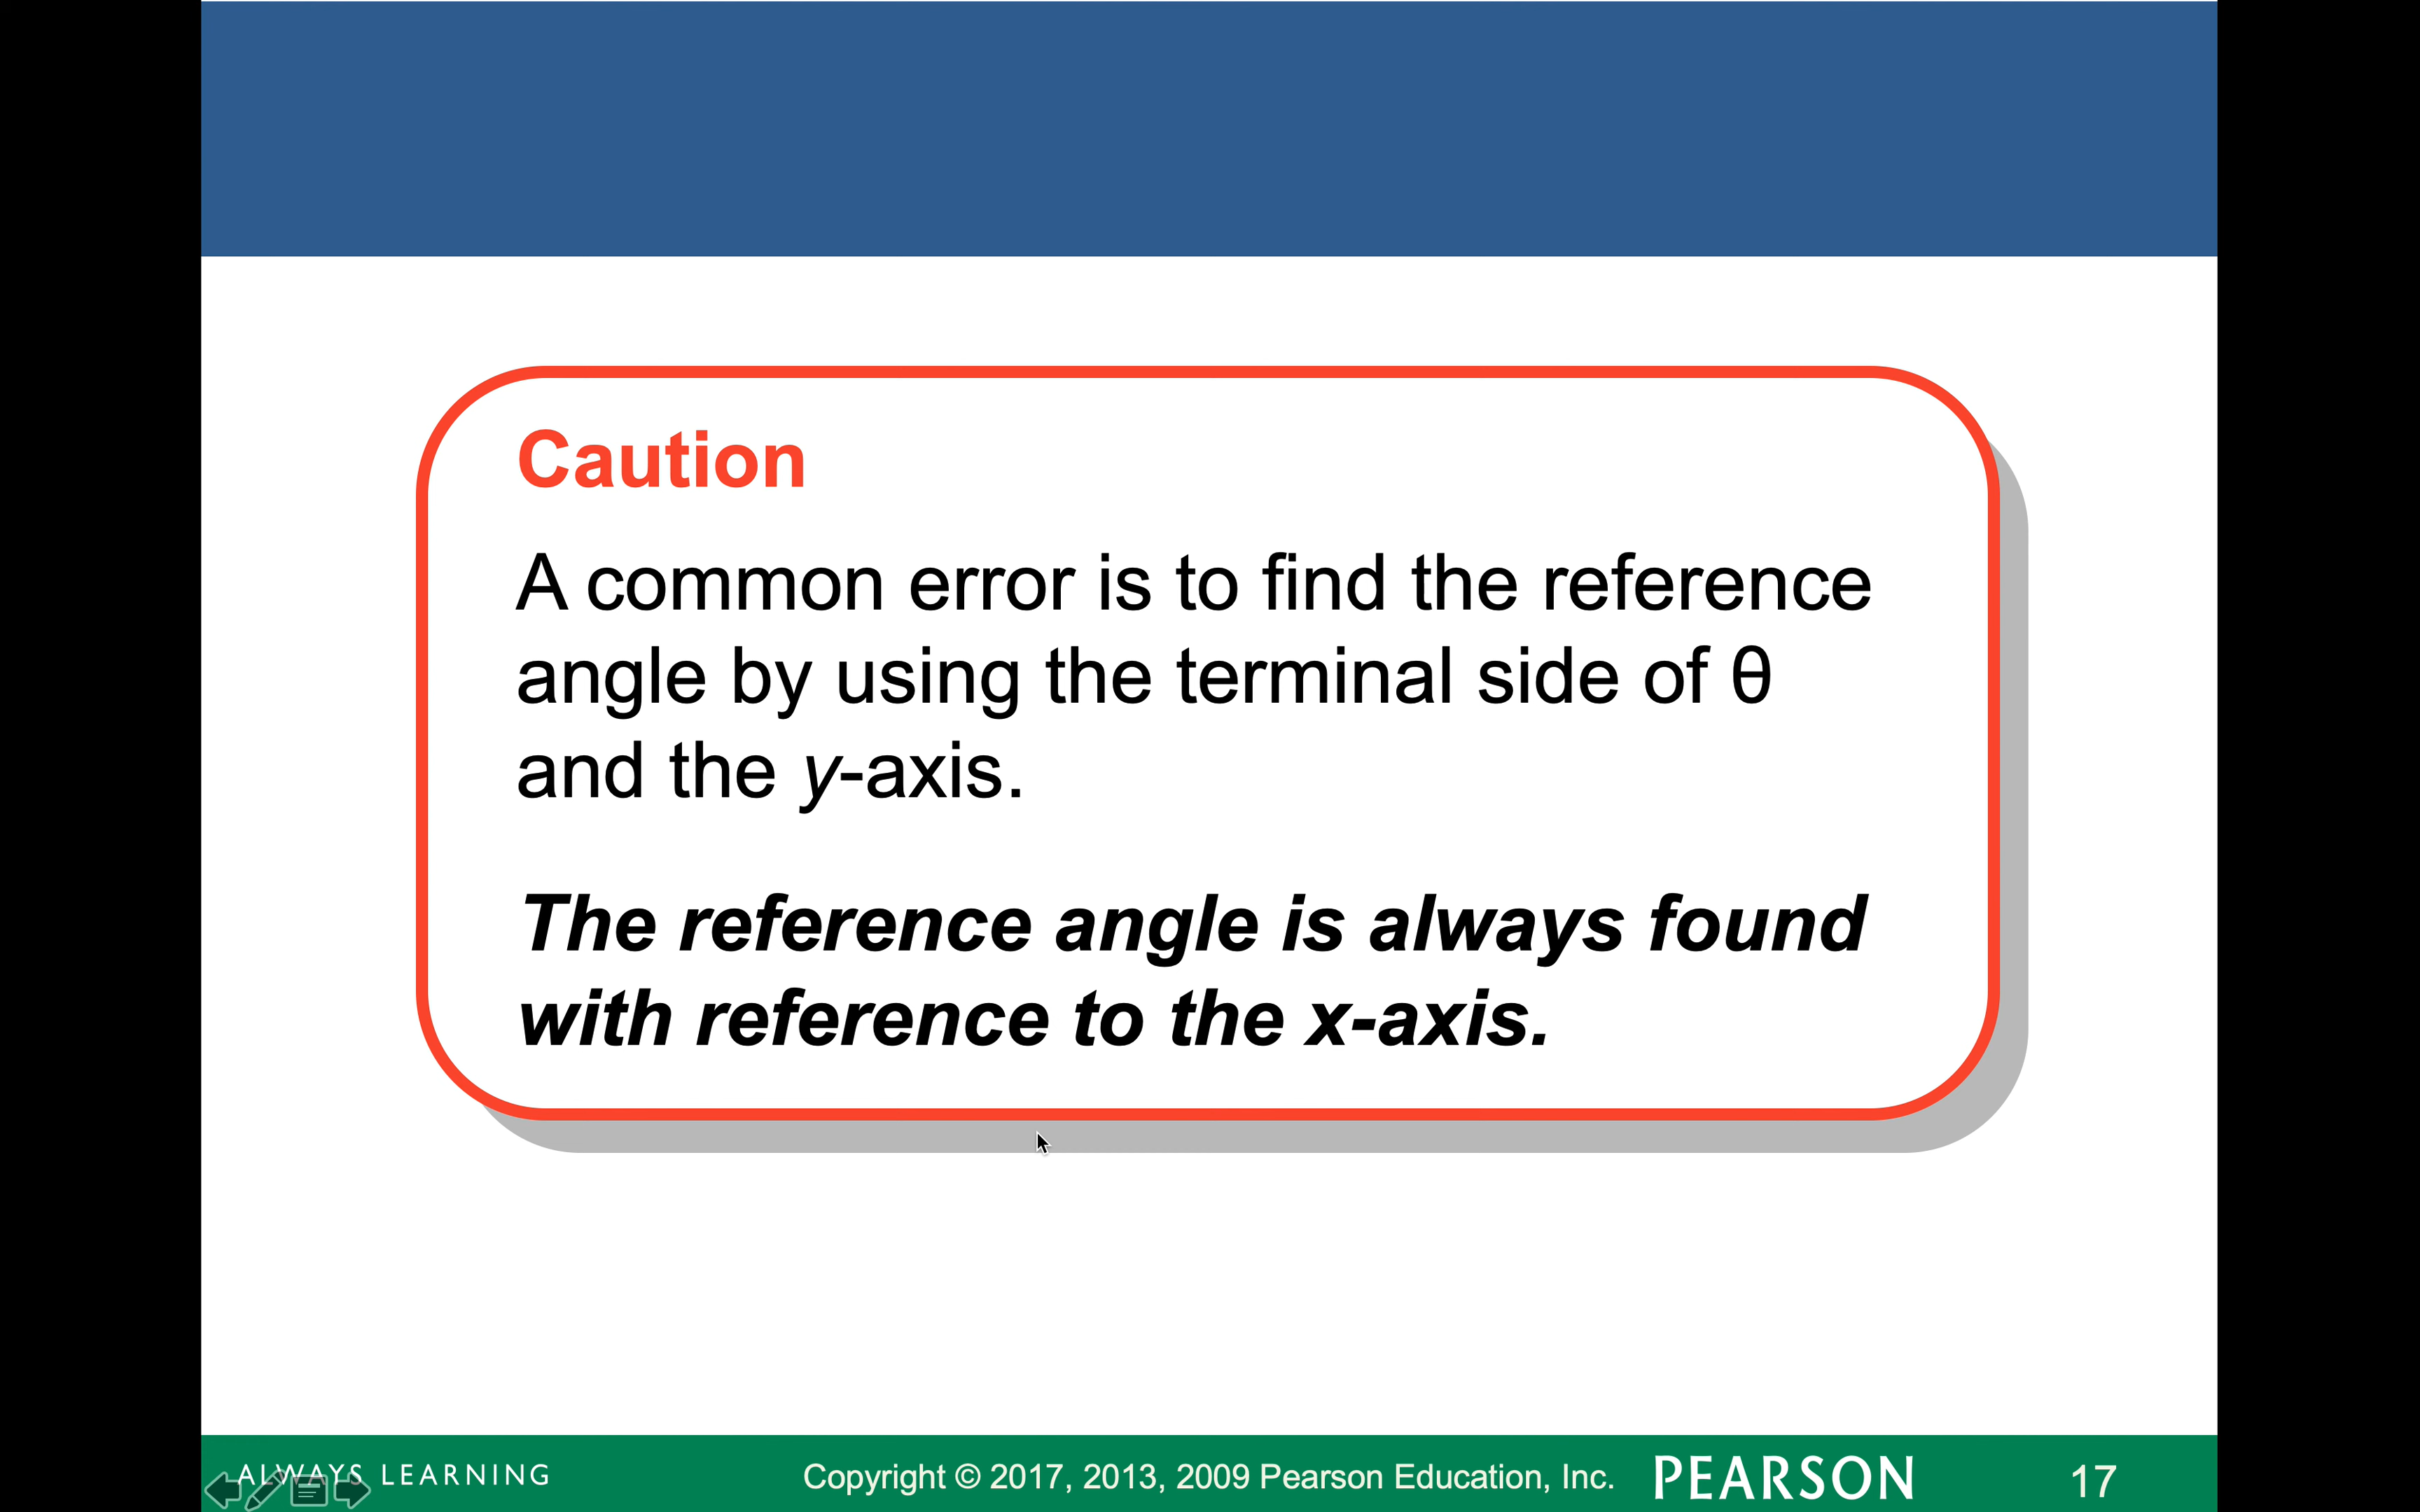 Caution
A common error is to find the reference
angle by using the terminal side of θ
and the y-axis.
The reference angle is always found
with reference to the x-axis.
ALWAYS LEARNING
Copyright © 2017, 2013, 2009 Pearson Education, Inc.
PEARSON
17